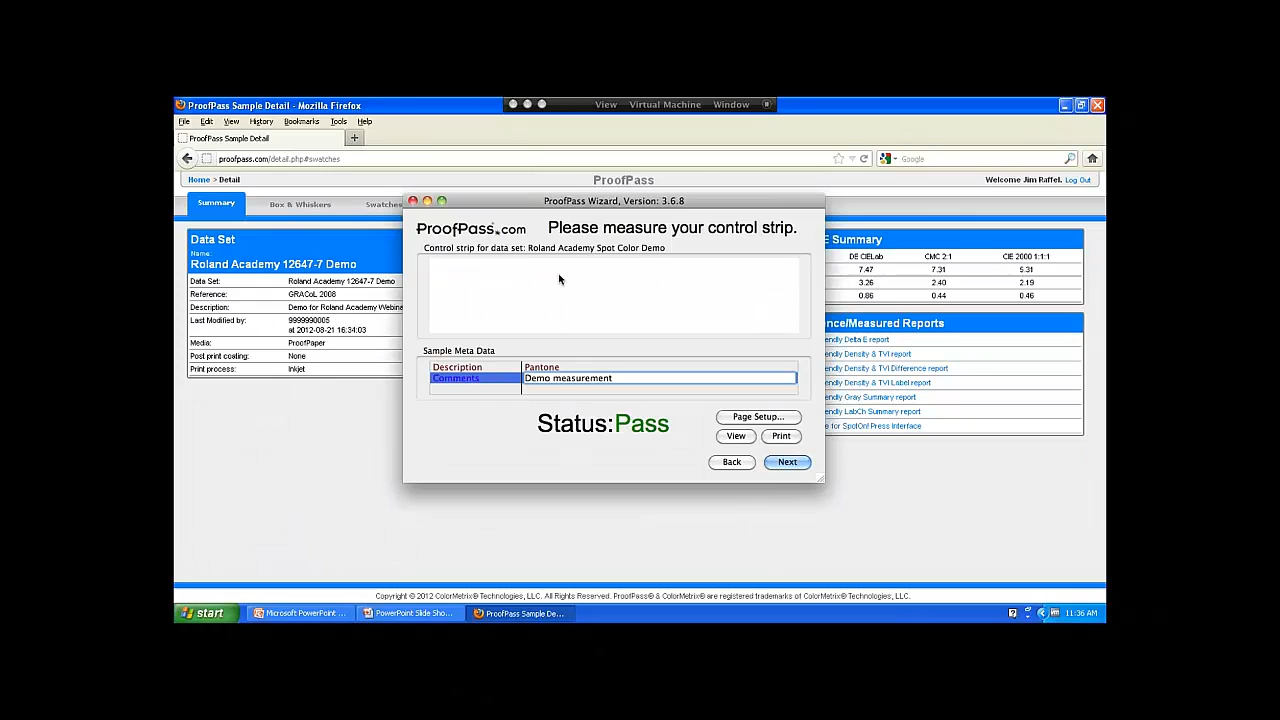 ProofPass Sample Detail - Mozilla Firefox
View Virtual Machine Window
File Edit View History Bookmarks Tools Help
ProofPass Sample Detail
proofpass.com/detail.php#swatches
Google
Home > Detail
ProofPass
Welcome Jim Raffel. Log Out
Summary
Box & Whiskers
Swatches
Data Set
Name:
Roland Academy 12647-7 Demo
Data Set: Roland Academy 12647-7 Demo
Reference: GRACoL 2008
Description: Demo for Roland Academy Webina
Last Modified by: 9999990005
at 2012-08-21 16:34:03
Media: ProofPaper
Post print coating: None
Print process: Inkjet
ProofPass Wizard, Version: 3.6.8
ProofPass.com
Please measure your control strip.
Control strip for data set: Roland Academy Spot Color Demo
Sample Meta Data
Description Pantone
Comments Demo measurement
Status:Pass
Page Setup...
View Print
Back Next
E Summary
DE CIELab CMC 2:1 CIE 2000 1:1:1
7.47 7.31 5.31
3.26 2.40 2.19
0.86 0.44 0.46
nce/Measured Reports
endly Delta E report
endly Density & TVI report
endly Density & TVI Difference report
endly Density & TVI Label report
endly Gray Summary report
endly LabCh Summary report
e for SpotOn! Press Interface
Copyright © 2012 ColorMetrix® Technologies, LLC. All Rights Reserved. ProofPass® & ColorMetrix® are registered trademarks of ColorMetrix® Technologies, LLC.
start
Microsoft PowerPoint ...
PowerPoint Slide Sho...
ProofPass Sample De...
11:36 AM